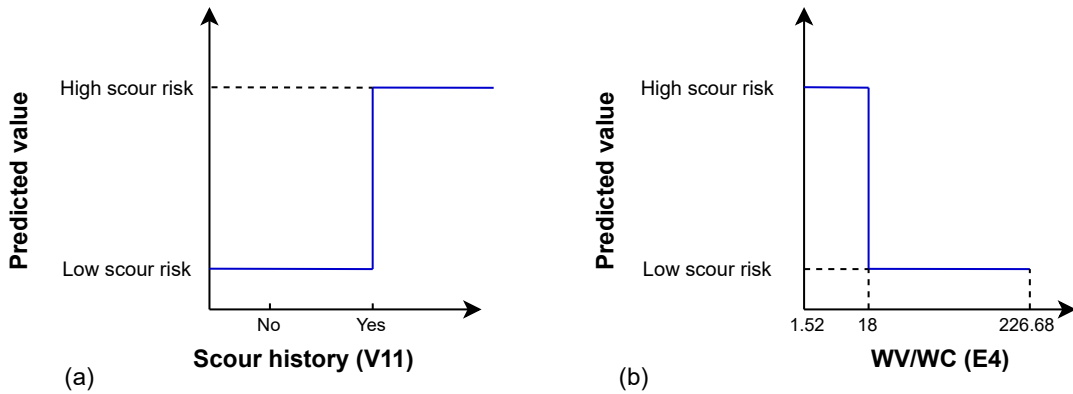 Predicted value
High scour risk
Low scour risk
No
Yes
Scour history (V11)
(a)
Predicted value
High scour risk
Low scour risk
1.52
18
226.68
WV/WC (E4)
(b)